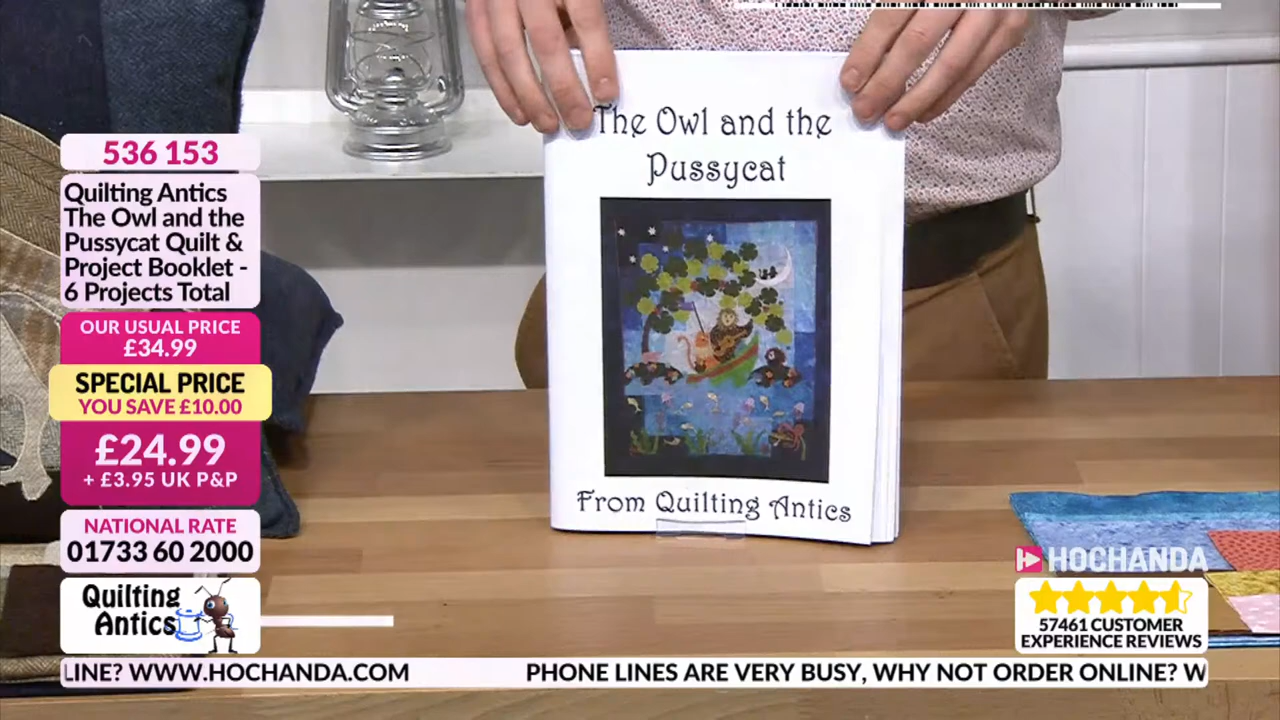 536 153
Quilting Antics
The Owl and the
Pussycat Quilt &
Project Booklet -
6 Projects Total
OUR USUAL PRICE
£34.99
SPECIAL PRICE
YOU SAVE £10.00
£24.99
+ £3.95 UK P&P
NATIONAL RATE
01733 60 2000
Quilting
Antics
The Owl and the
Pussycat
From Quilting Antics
HOCHANDA
57461 CUSTOMER
EXPERIENCE REVIEWS
LINE? WWW.HOCHANDA.COM PHONE LINES ARE VERY BUSY, WHY NOT ORDER ONLINE? W